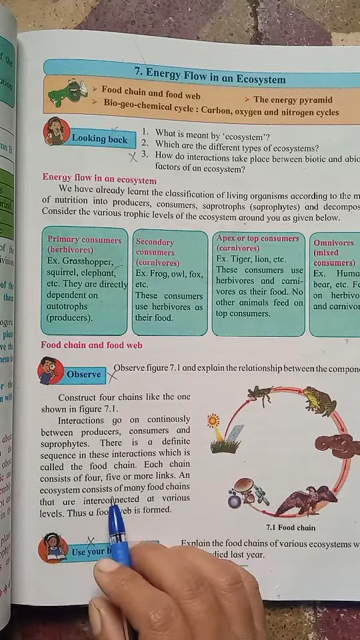 7. Energy Flow in an Ecosystem
➢ Food chain and food web
➢ The energy pyramid
➢ Bio-geo-chemical cycle : Carbon, oxygen and nitrogen cycles
Looking back
1. What is meant by 'ecosystem'?
2. Which are the different types of ecosystems?
3. How do interactions take place between biotic and
factors of an ecosystem?
Energy flow in an ecosystem
We have already learnt the classification of living organisms according to the
of nutrition into producers, consumers, saprotrophs (saprophytes) and
Consider the various trophic levels of the ecosystem around you as given below.
Primary consumers
(herbivores)
Ex. Grasshopper,
squirrel, elephant,
etc. They are directly
dependent on
autotrophs
(producers).
Secondary
consumers
(cornivores)
Ex. Frog, owl, fox,
etc.
These consumers
use herbivores as
their food.
Apex or top consumers
(carnivores)
Ex. Tiger, lion, etc.
These consumers use
herbivores and carni-
vores as their food. No
other animals feed on
top consumers.
Omnivores
(mixed
consumers)
Ex.
bear, etc.
on
and
Food chain and food web
Observe
Observe figure 7.1 and explain the relationship between the
Construct four chains like the one
shown in figure 7.1.
Interactions go on continously
between producers, consumers and
saprophytes. There is a definite
sequence in these interactions which is
called the food chain. Each chain
consists of four, five or more links. An
ecosystem consists of many food chains
that are interconnected at various
levels. Thus a food web is formed.
7.1 Food chain
Use your
Explain the food chains of various ecosystems
last year.